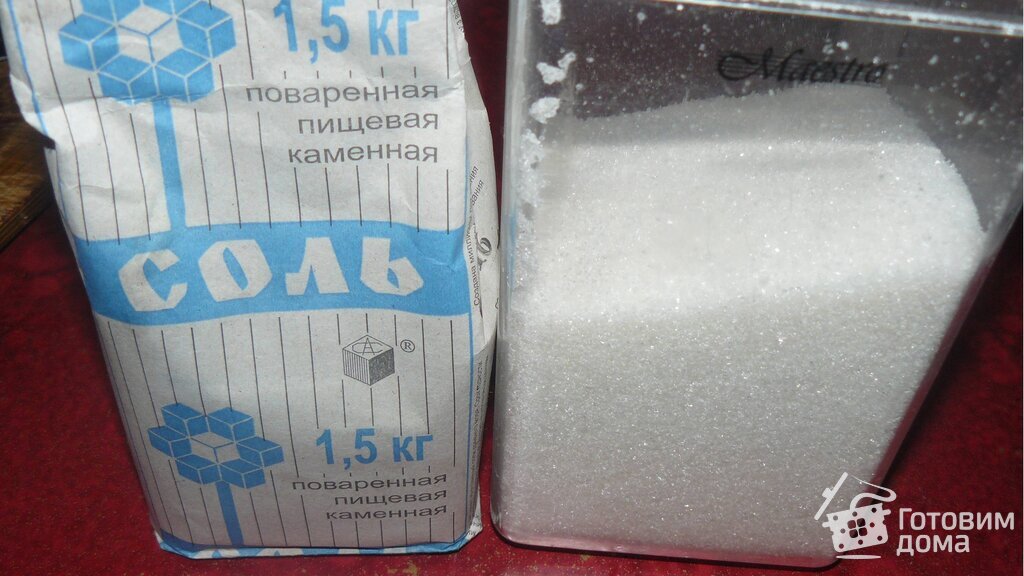 1,5 кг
поваренная
пищевая
каменная
СОЛЬ
А ®
1,5 кг
поваренная
пищевая
каменная
Maestro
Готовим
дома